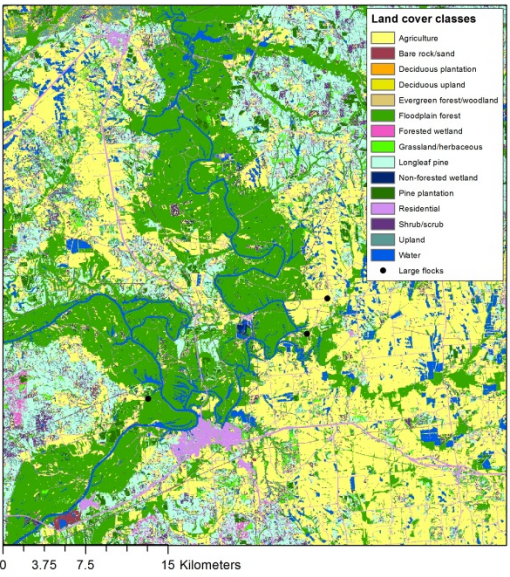 Land cover classes
Agriculture
Bare rock/sand
Deciduous plantation
Deciduous upland
Evergreen forest/woodland
Floodplain forest
Forested wetland
Grassland/herbaceous
Longleaf pine
Non-forested wetland
Pine plantation
Residential
Shrub/scrub
Upland
Water
Large flocks
0 3.75 7.5 15 Kilometers